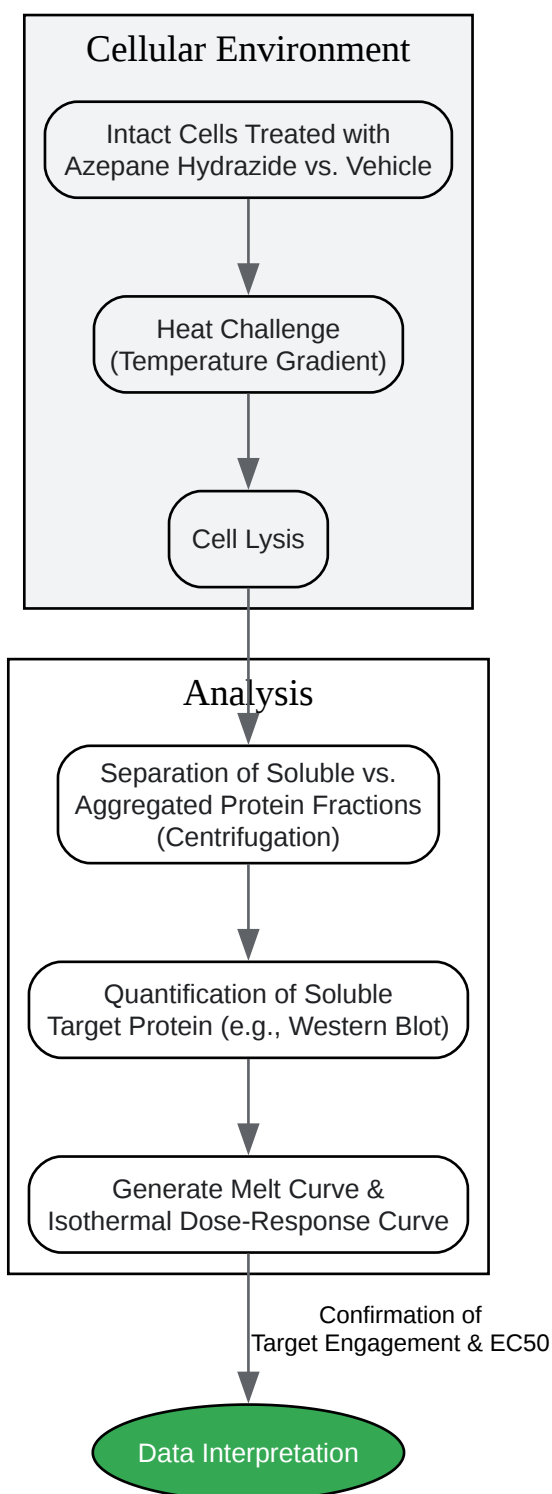 Cellular Environment
Intact Cells Treated with
Azepane Hydrazide vs. Vehicle
Heat Challenge
(Temperature Gradient)
Cell Lysis
Analysis
Separation of Soluble vs.
Aggregated Protein Fractions
(Centrifugation)
Quantification of Soluble
Target Protein (e.g., Western Blot)
Generate Melt Curve &
Isothermal Dose-Response Curve
Confirmation of
Target Engagement & EC50
Data Interpretation